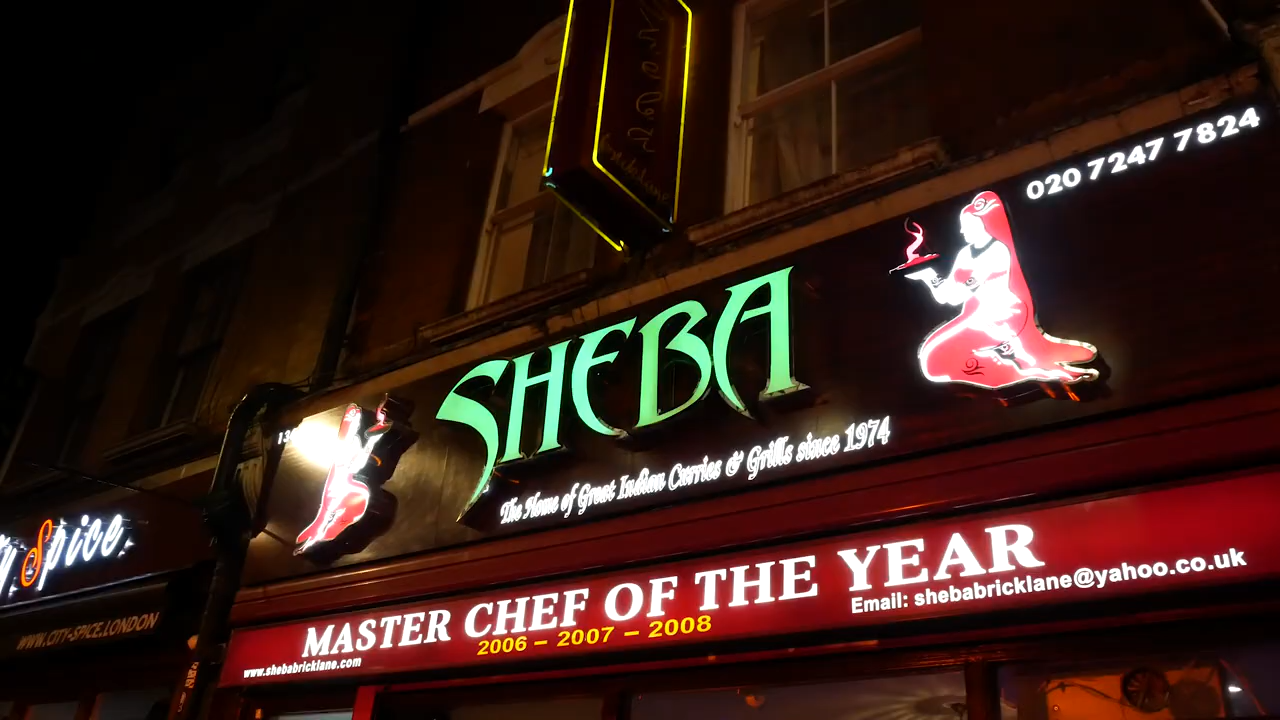 020 7247 7824
SHEBA
The Home of Great Indian Curries & Grills since 1974
Spice
WWW.CITY-SPICE.LONDON
MASTER CHEF OF THE YEAR
2006 – 2007 – 2008
www.shebabricklane.com
Email: shebabricklane@yahoo.co.uk